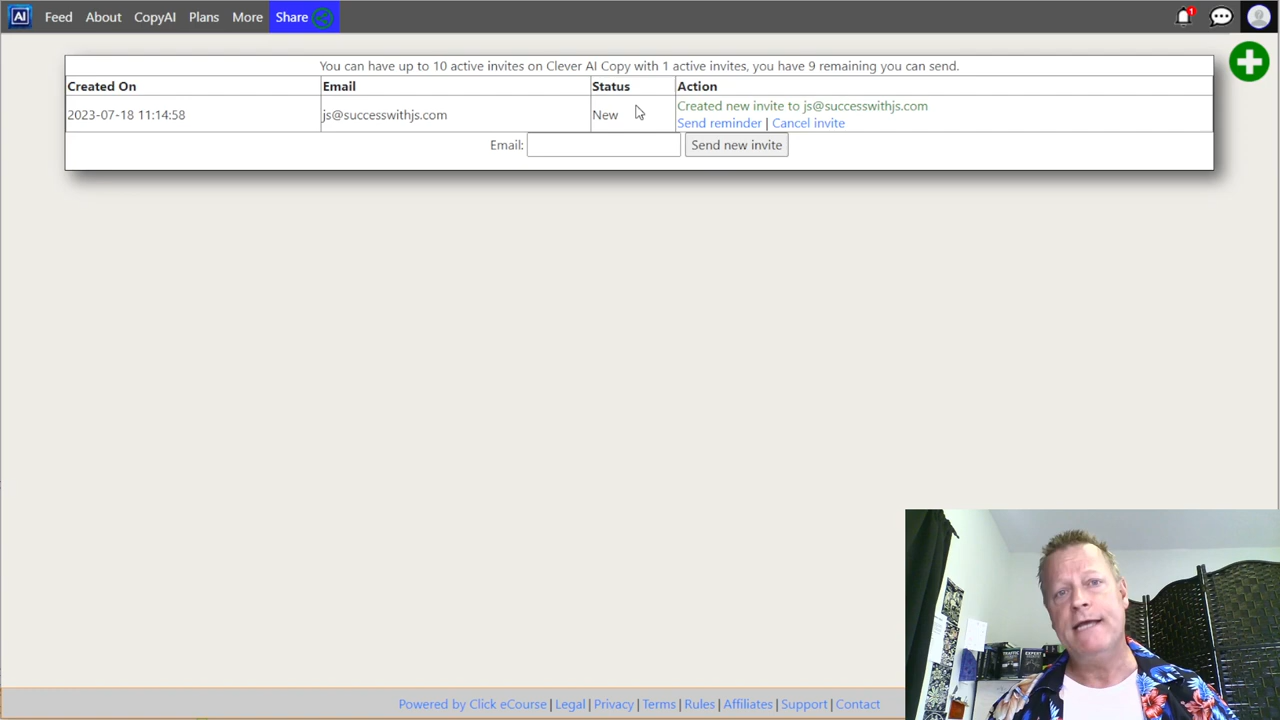 AI Feed About CopyAI Plans More Share 1
You can have up to 10 active invites on Clever AI Copy with 1 active invites, you have 9 remaining you can send.
Created On Email Status Action
2023-07-18 11:14:58 js@successwithjs.com New Created new invite to js@successwithjs.com
Send reminder | Cancel invite
Email: Send new invite
TRAFFIC EXPERT
Powered by Click eCourse | Legal | Privacy | Terms | Rules | Affiliates | Support | Contact